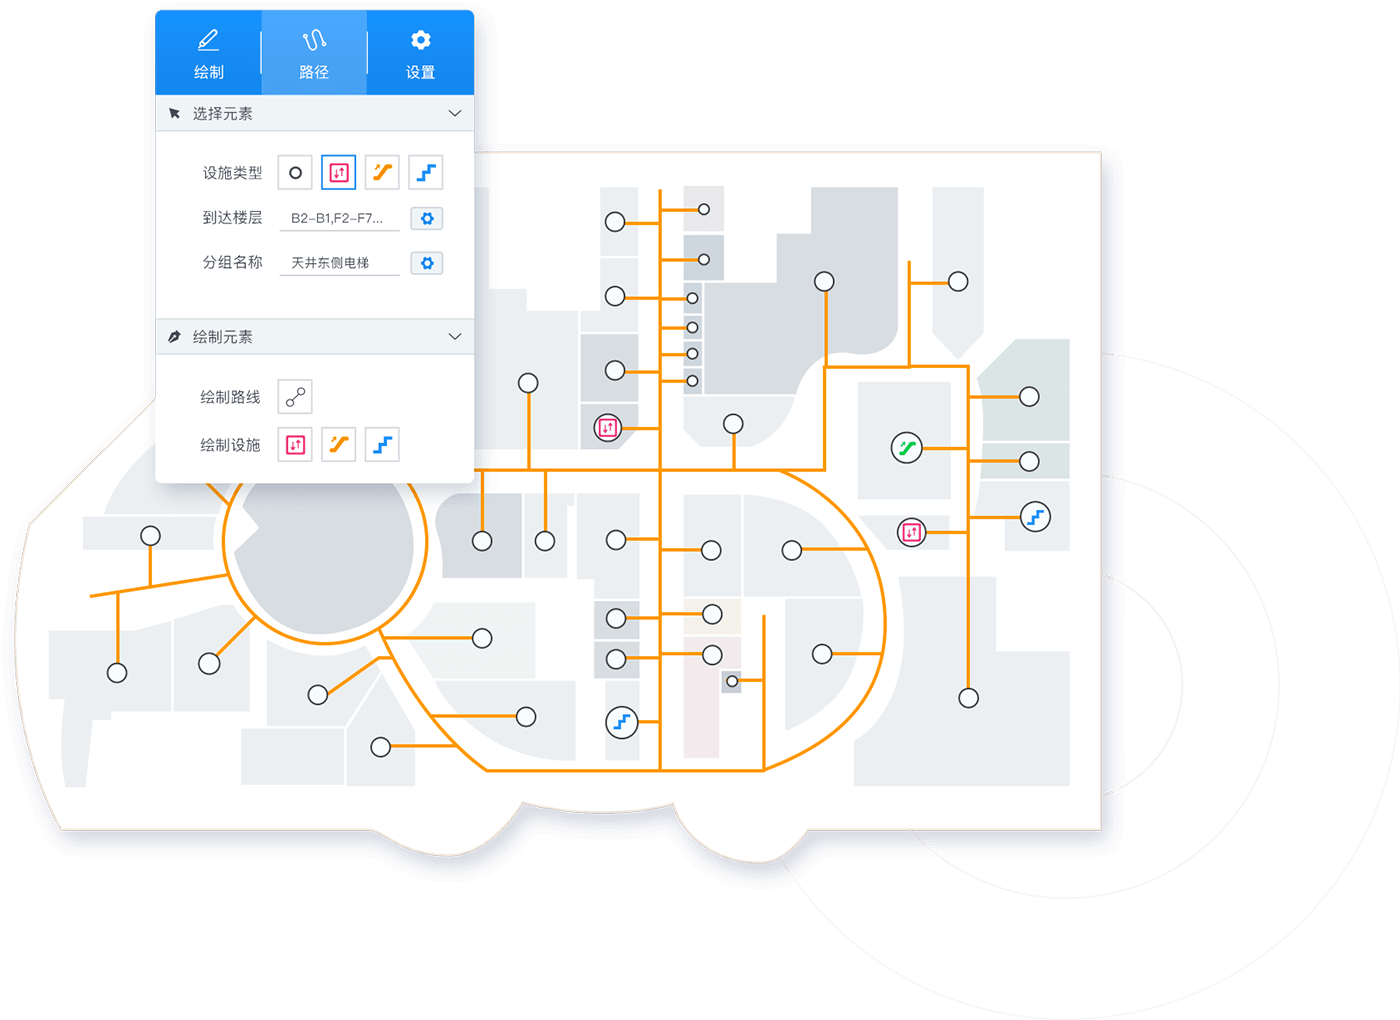 绘制 路径 设置
选择元素
设施类型
到达楼层 B2-B1,F2-F7...
分组名称 天井东侧电梯
绘制元素
绘制路线
绘制设施